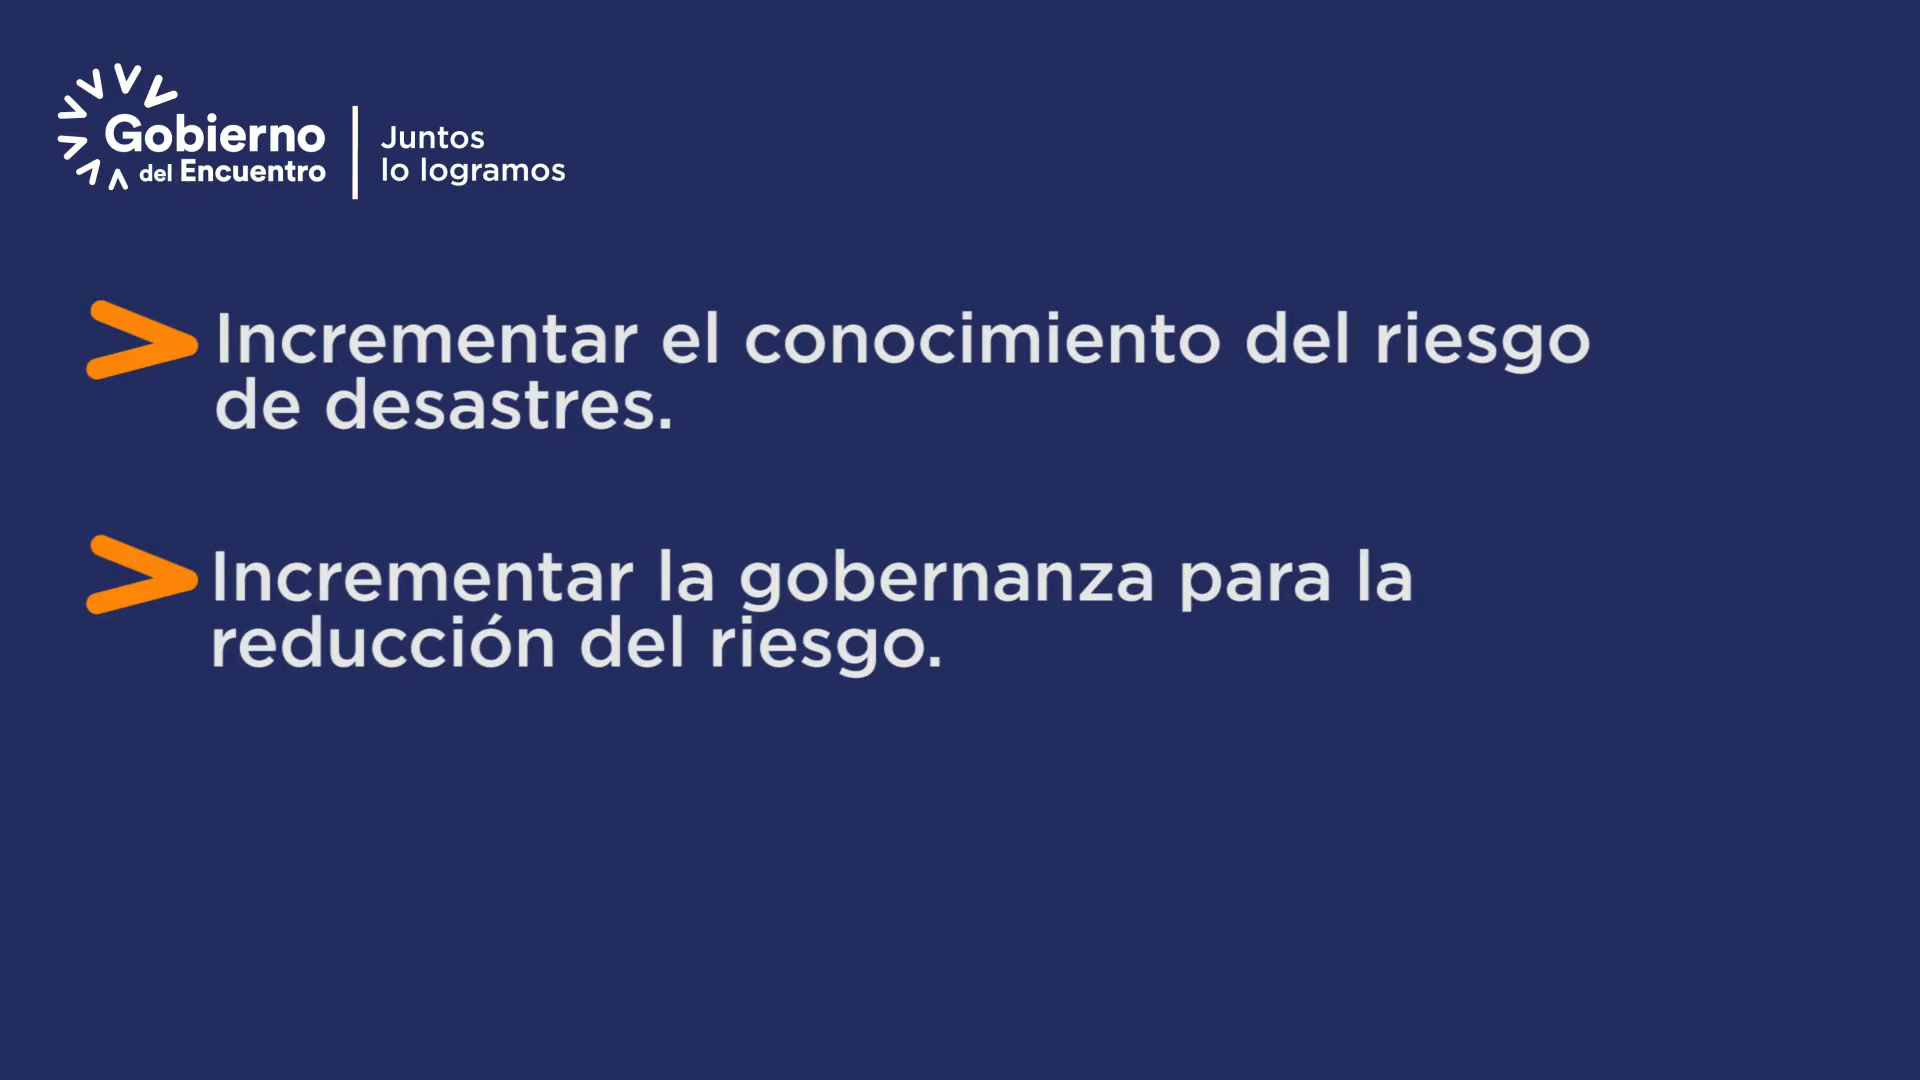 Gobierno
del Encuentro
Juntos
lo logramos
Incrementar el conocimiento del riesgo
de desastres.
Incrementar la gobernanza para la
reducción del riesgo.